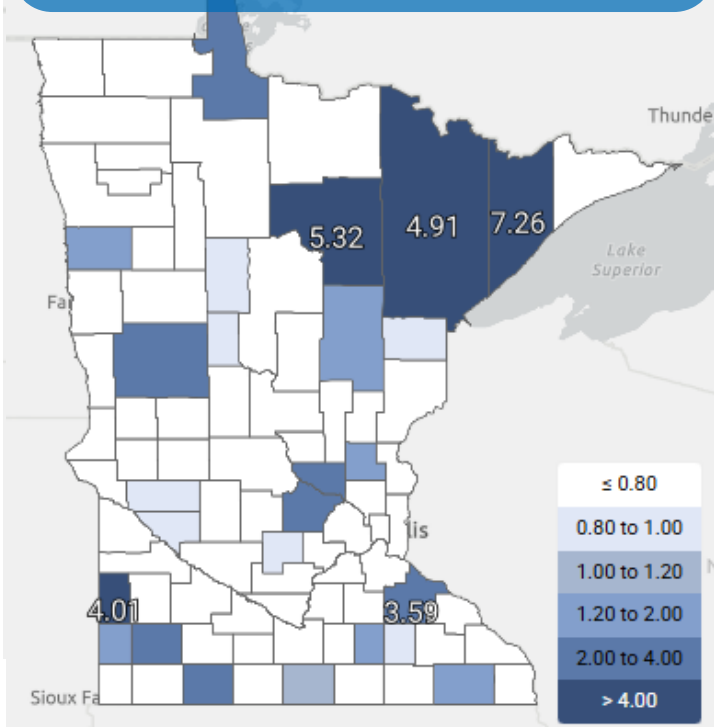 Thunde
7.26
4.91
5.32
Lake
Superior
Fa
≤ 0.80
0.80 to 1.00
lis
1.00 to 1.20
4.01
3.59
1.20 to 2.00
2.00 to 4.00
Sioux Fa
> 4.00